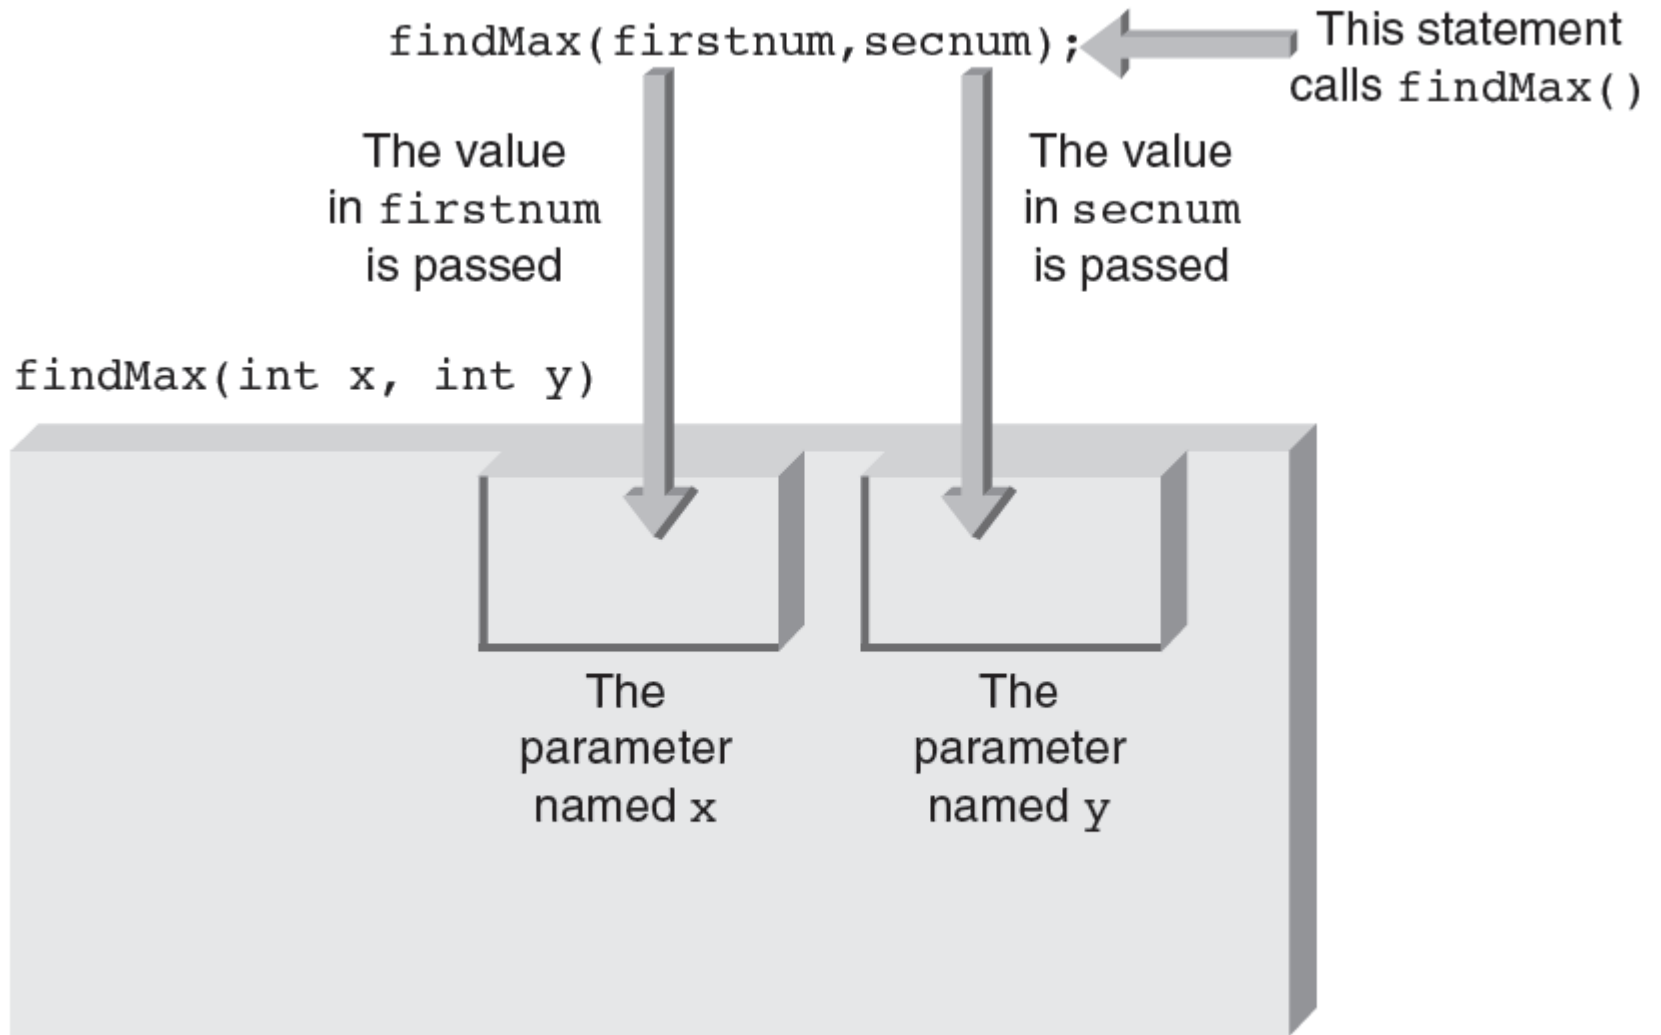 findMax(firstnum,secnum);
This statement
calls findMax()
The value
in firstnum
is passed
The value
in secnum
is passed
findMax(int x, int y)
The
parameter
named x
The
parameter
named y